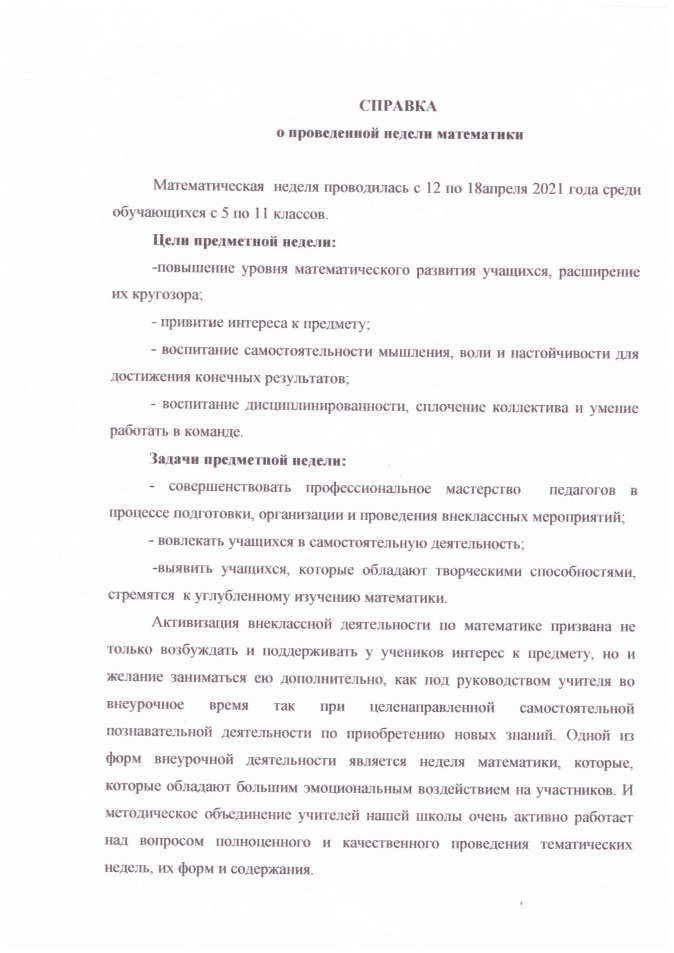 СПРАВКА
о проведенной недели математики
Математическая неделя проводилась с 12 по 18апреля 2021 года среди
обучающихся с 5 по 11 классов.
Цели предметной недели:
-повышение уровня математического развития учащихся, расширение
их кругозора;
- привитие интереса к предмету;
- воспитание самостоятельности мышления, воли и настойчивости для
достижения конечных результатов;
- воспитание дисциплинированности, сплочение коллектива и умение
работать в команде.
Задачи предметной недели:
- совершенствовать профессиональное мастерство педагогов в
процессе подготовки, организации и проведения внеклассных мероприятий;
- вовлекать учащихся в самостоятельную деятельность;
-выявить учащихся, которые обладают творческими способностями,
стремятся к углубленному изучению математики.
Активизация внеклассной деятельности по математике призвана не
только возбуждать и поддерживать у учеников интерес к предмету, но и
желание заниматься ею дополнительно, как под руководством учителя во
внеурочное время так при целенаправленной самостоятельной
познавательной деятельности по приобретению новых знаний. Одной из
форм внеурочной деятельности является неделя математики, которые,
которые обладают большим эмоциональным воздействием на участников. И
методическое объединение учителей нашей школы очень активно работает
над вопросом полноценного и качественного проведения тематических
недель, их форм и содержания.